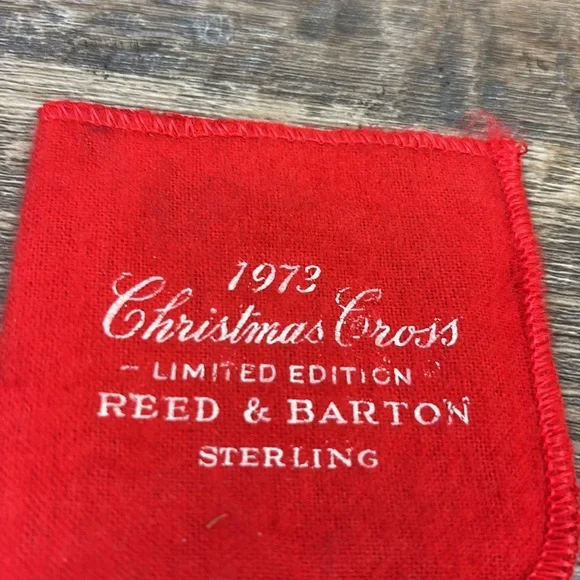 1973
Christmas Cross
- LIMITED EDITION -
REED & BARTON
STERLING